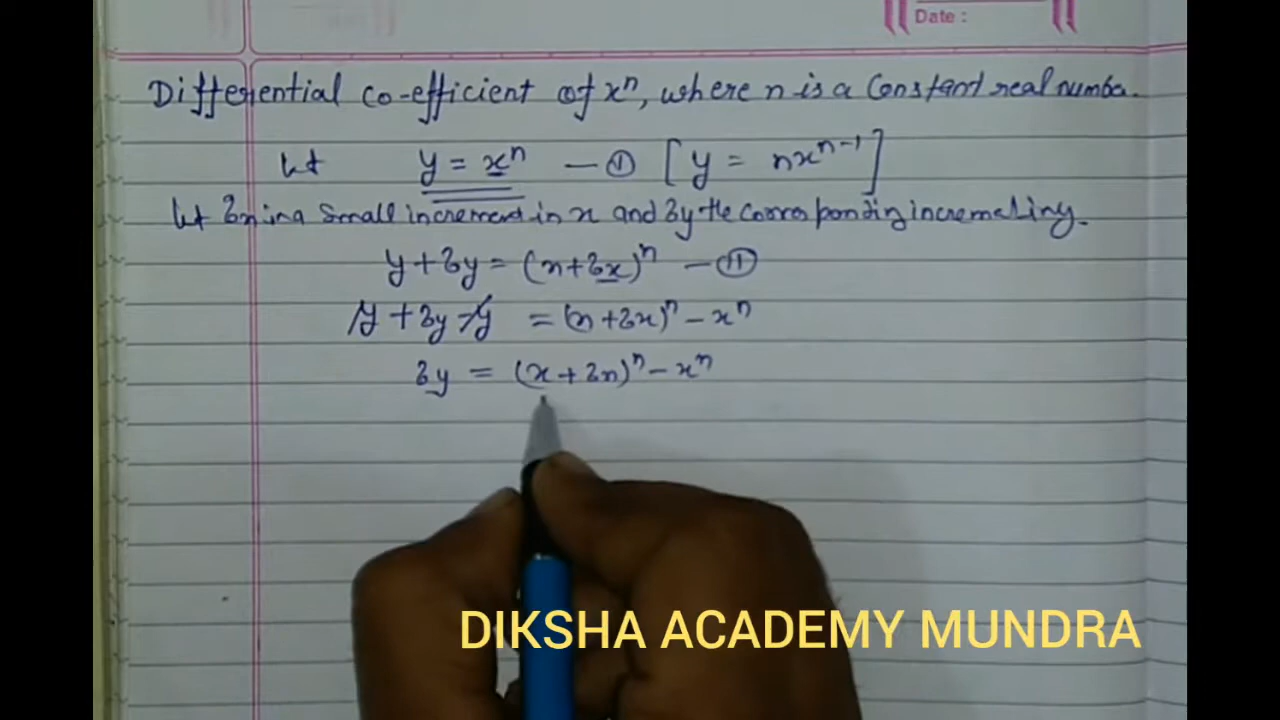 Date :
Differential co-efficient of xⁿ, where n is a Constant real number.
Let y = xⁿ — ① [y = nxⁿ⁻¹]
Let δx in a Small increment in x and δy the corresponding increment in y.
y + δy = (x + δx)ⁿ — ②
y + δy - y = (x + δx)ⁿ - xⁿ
δy = (x + δx)ⁿ - xⁿ
DIKSHA ACADEMY MUNDRA